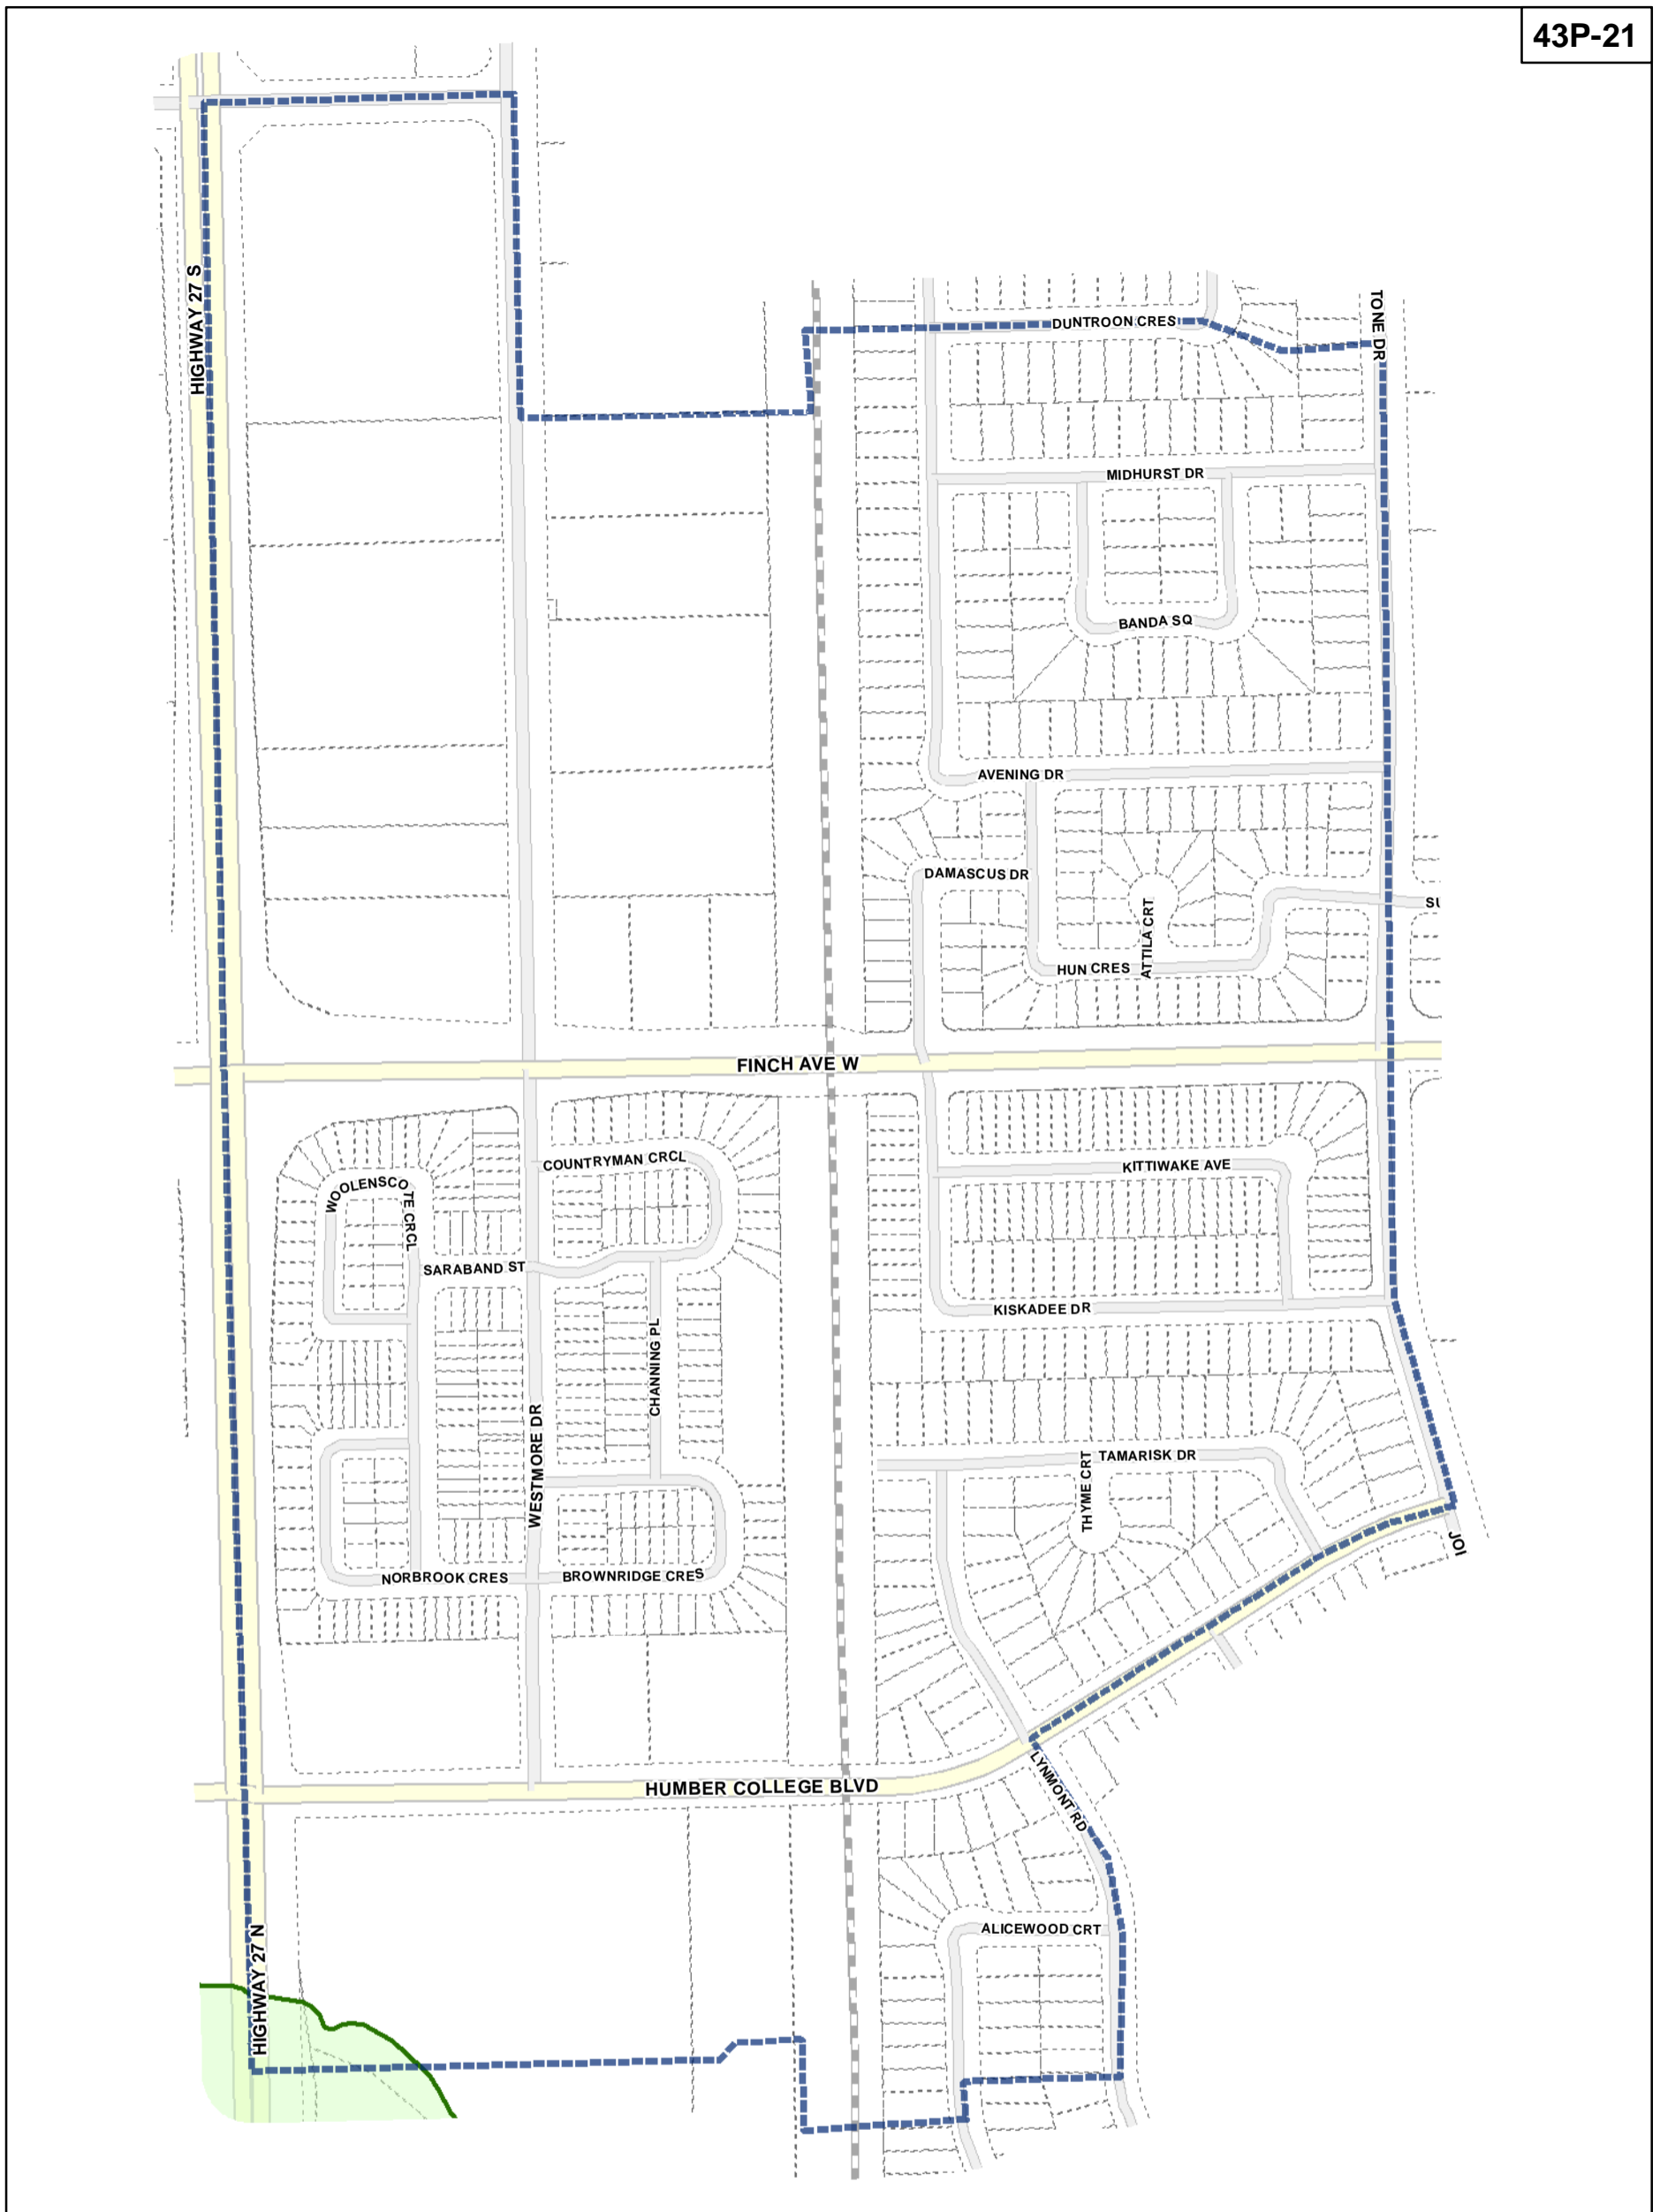 43P-21
HIGHWAY 27 S
DUNTROON CRES
TONE DR
MIDHURST DR
BANDA SQ
AVENING DR
DAMASCUS DR
SU
ATTILA CRT
HUN CRES
FINCH AVE W
COUNTRYMAN CRCL
KITTIWAKE AVE
WOOLENSCOTE CRCL
SARABAND ST
KISKADEE DR
CHANNING PL
WESTMORE DR
TAMARISK DR
THYME CRT
JOI
NORBROOK CRES
BROWNRIDGE CRES
HUMBER COLLEGE BLVD
LYNMONT RD
ALICEWOOD CRT
HIGHWAY 27 N